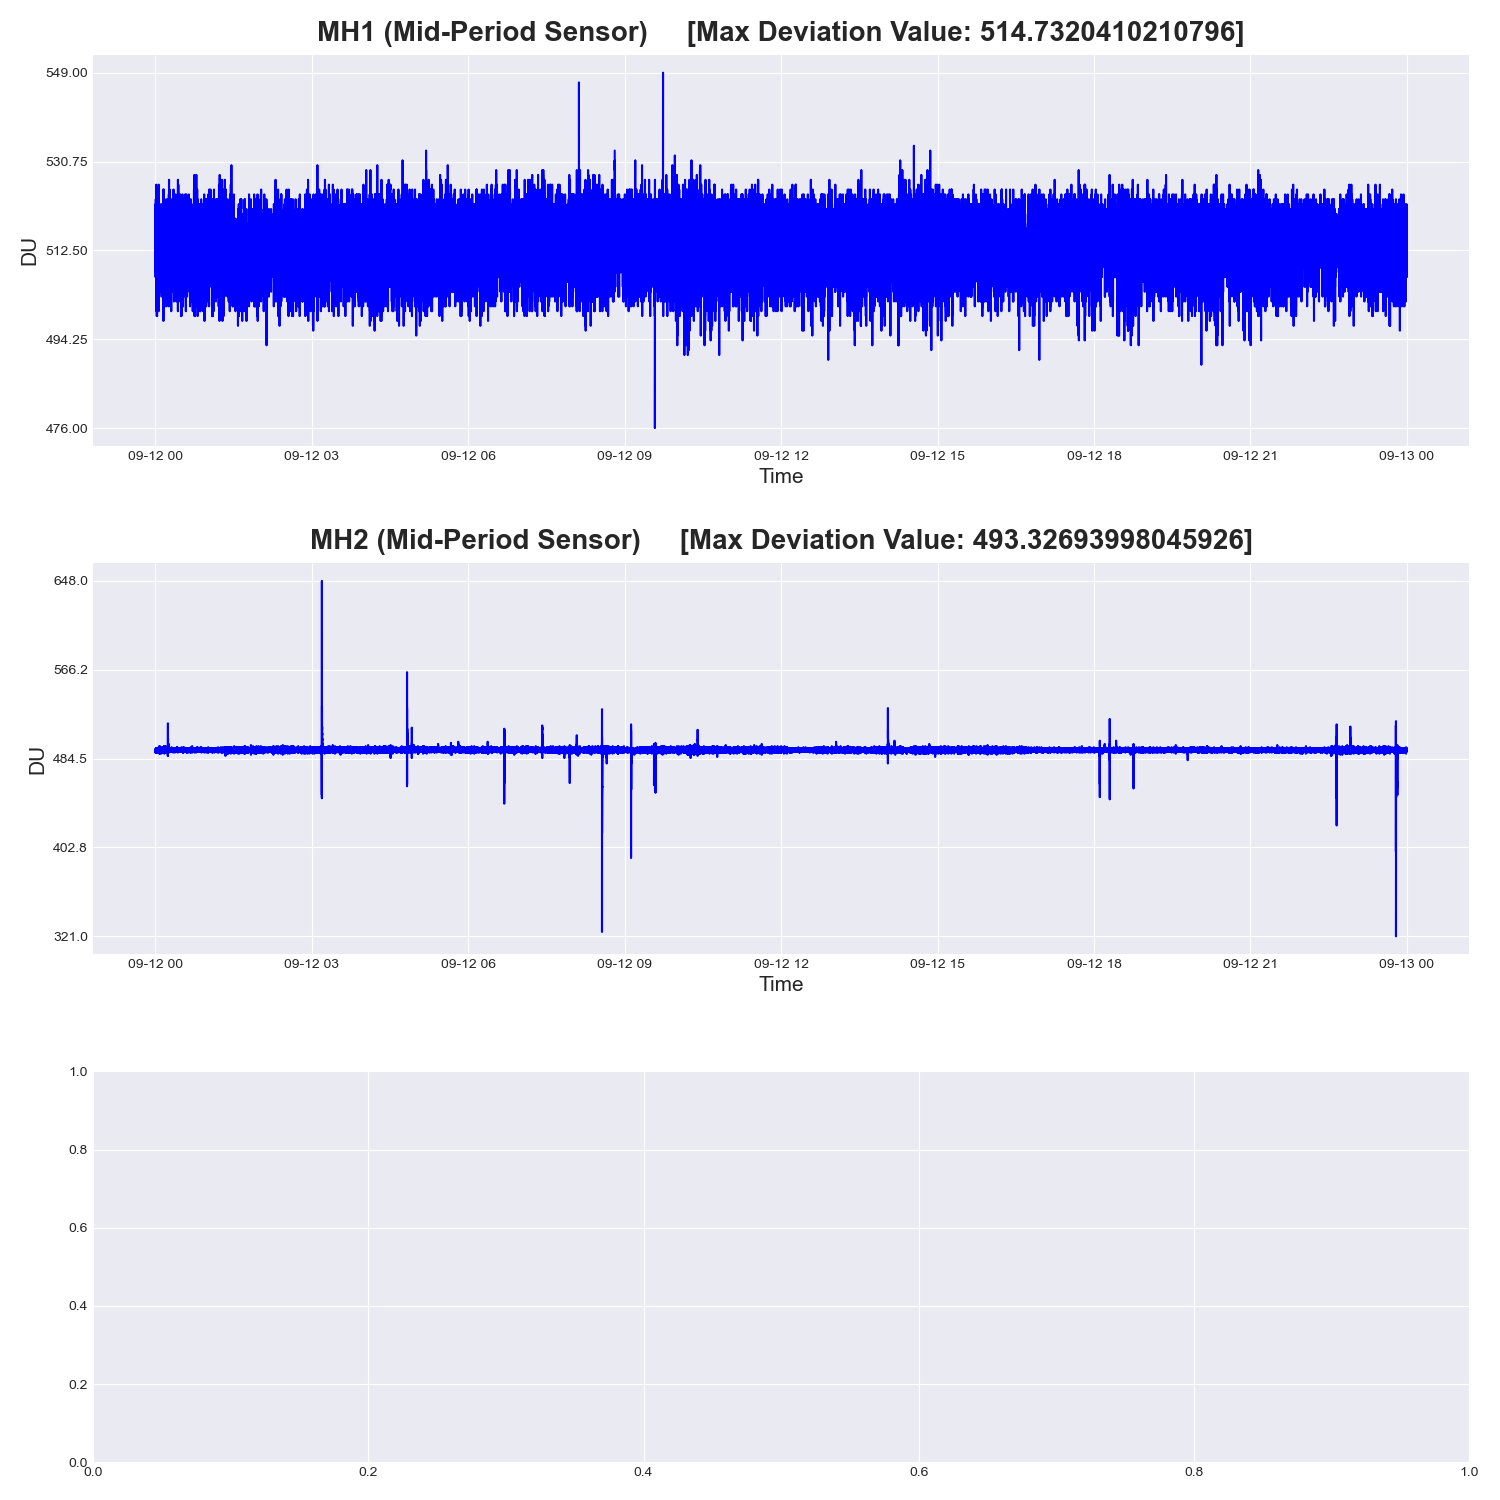 MH1 (Mid-Period Sensor) [Max Deviation Value: 514.7320410210796]
549.00
530.75
512.50
494.25
476.00
DU
09-12 00 09-12 03 09-12 06 09-12 09 09-12 12 09-12 15 09-12 18 09-12 21 09-13 00
Time
MH2 (Mid-Period Sensor) [Max Deviation Value: 493.32693998045926]
648.0
566.2
484.5
402.8
321.0
DU
09-12 00 09-12 03 09-12 06 09-12 09 09-12 12 09-12 15 09-12 18 09-12 21 09-13 00
Time
1.0
0.8
0.6
0.4
0.2
0.0
0.0 0.2 0.4 0.6 0.8 1.0